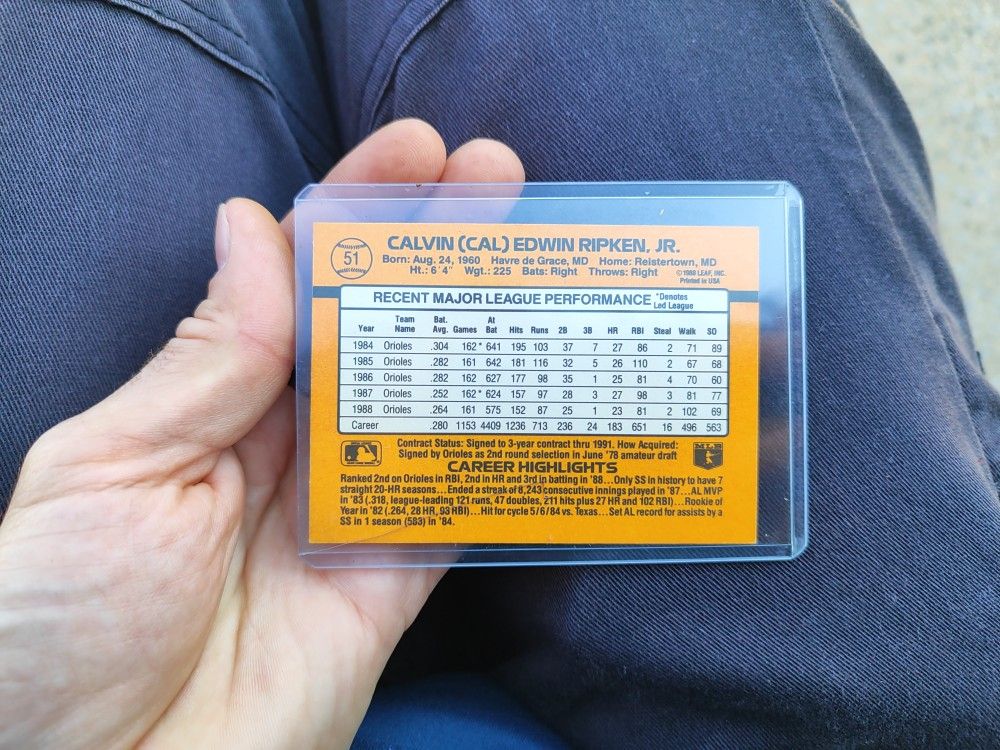 51
CALVIN (CAL) EDWIN RIPKEN, JR.
Born: Aug. 24, 1960 Havre de Grace, MD Home: Reistertown, MD
Ht.: 6'4" Wgt.: 225 Bats: Right Throws: Right
©1988 LEAF, INC.
Printed in USA
RECENT MAJOR LEAGUE PERFORMANCE *Denotes Led League
Year Team Name Bat. Avg. Games At Bat Hits Runs 2B 3B HR RBI Steal Walk SO
1984 Orioles .304 162* 641 195 103 37 7 27 86 2 71 89
1985 Orioles .282 161 642 181 116 32 5 26 110 2 67 68
1986 Orioles .282 162 627 177 98 35 1 25 81 4 70 60
1987 Orioles .252 162* 624 157 97 28 3 27 98 3 81 77
1988 Orioles .264 161 575 152 87 25 1 23 81 2 102 69
Career .280 1153 4409 1236 713 236 24 183 651 16 496 563
Contract Status: Signed to 3-year contract thru 1991. How Acquired:
Signed by Orioles as 2nd round selection in June '78 amateur draft
MLB
CAREER HIGHLIGHTS
Ranked 2nd on Orioles in RBI, 2nd in HR and 3rd in batting in '88...Only SS in history to have 7
straight 20-HR seasons...Ended a streak of 8,243 consecutive innings played in '87...AL MVP
in '83 (.318, league-leading 121 runs, 47 doubles, 211 hits plus 27 HR and 102 RBI)...Rookie of
Year in '82 (.264, 28 HR, 93 RBI)...Hit for cycle 5/6/84 vs. Texas...Set AL record for assists by a
SS in 1 season (583) in '84.